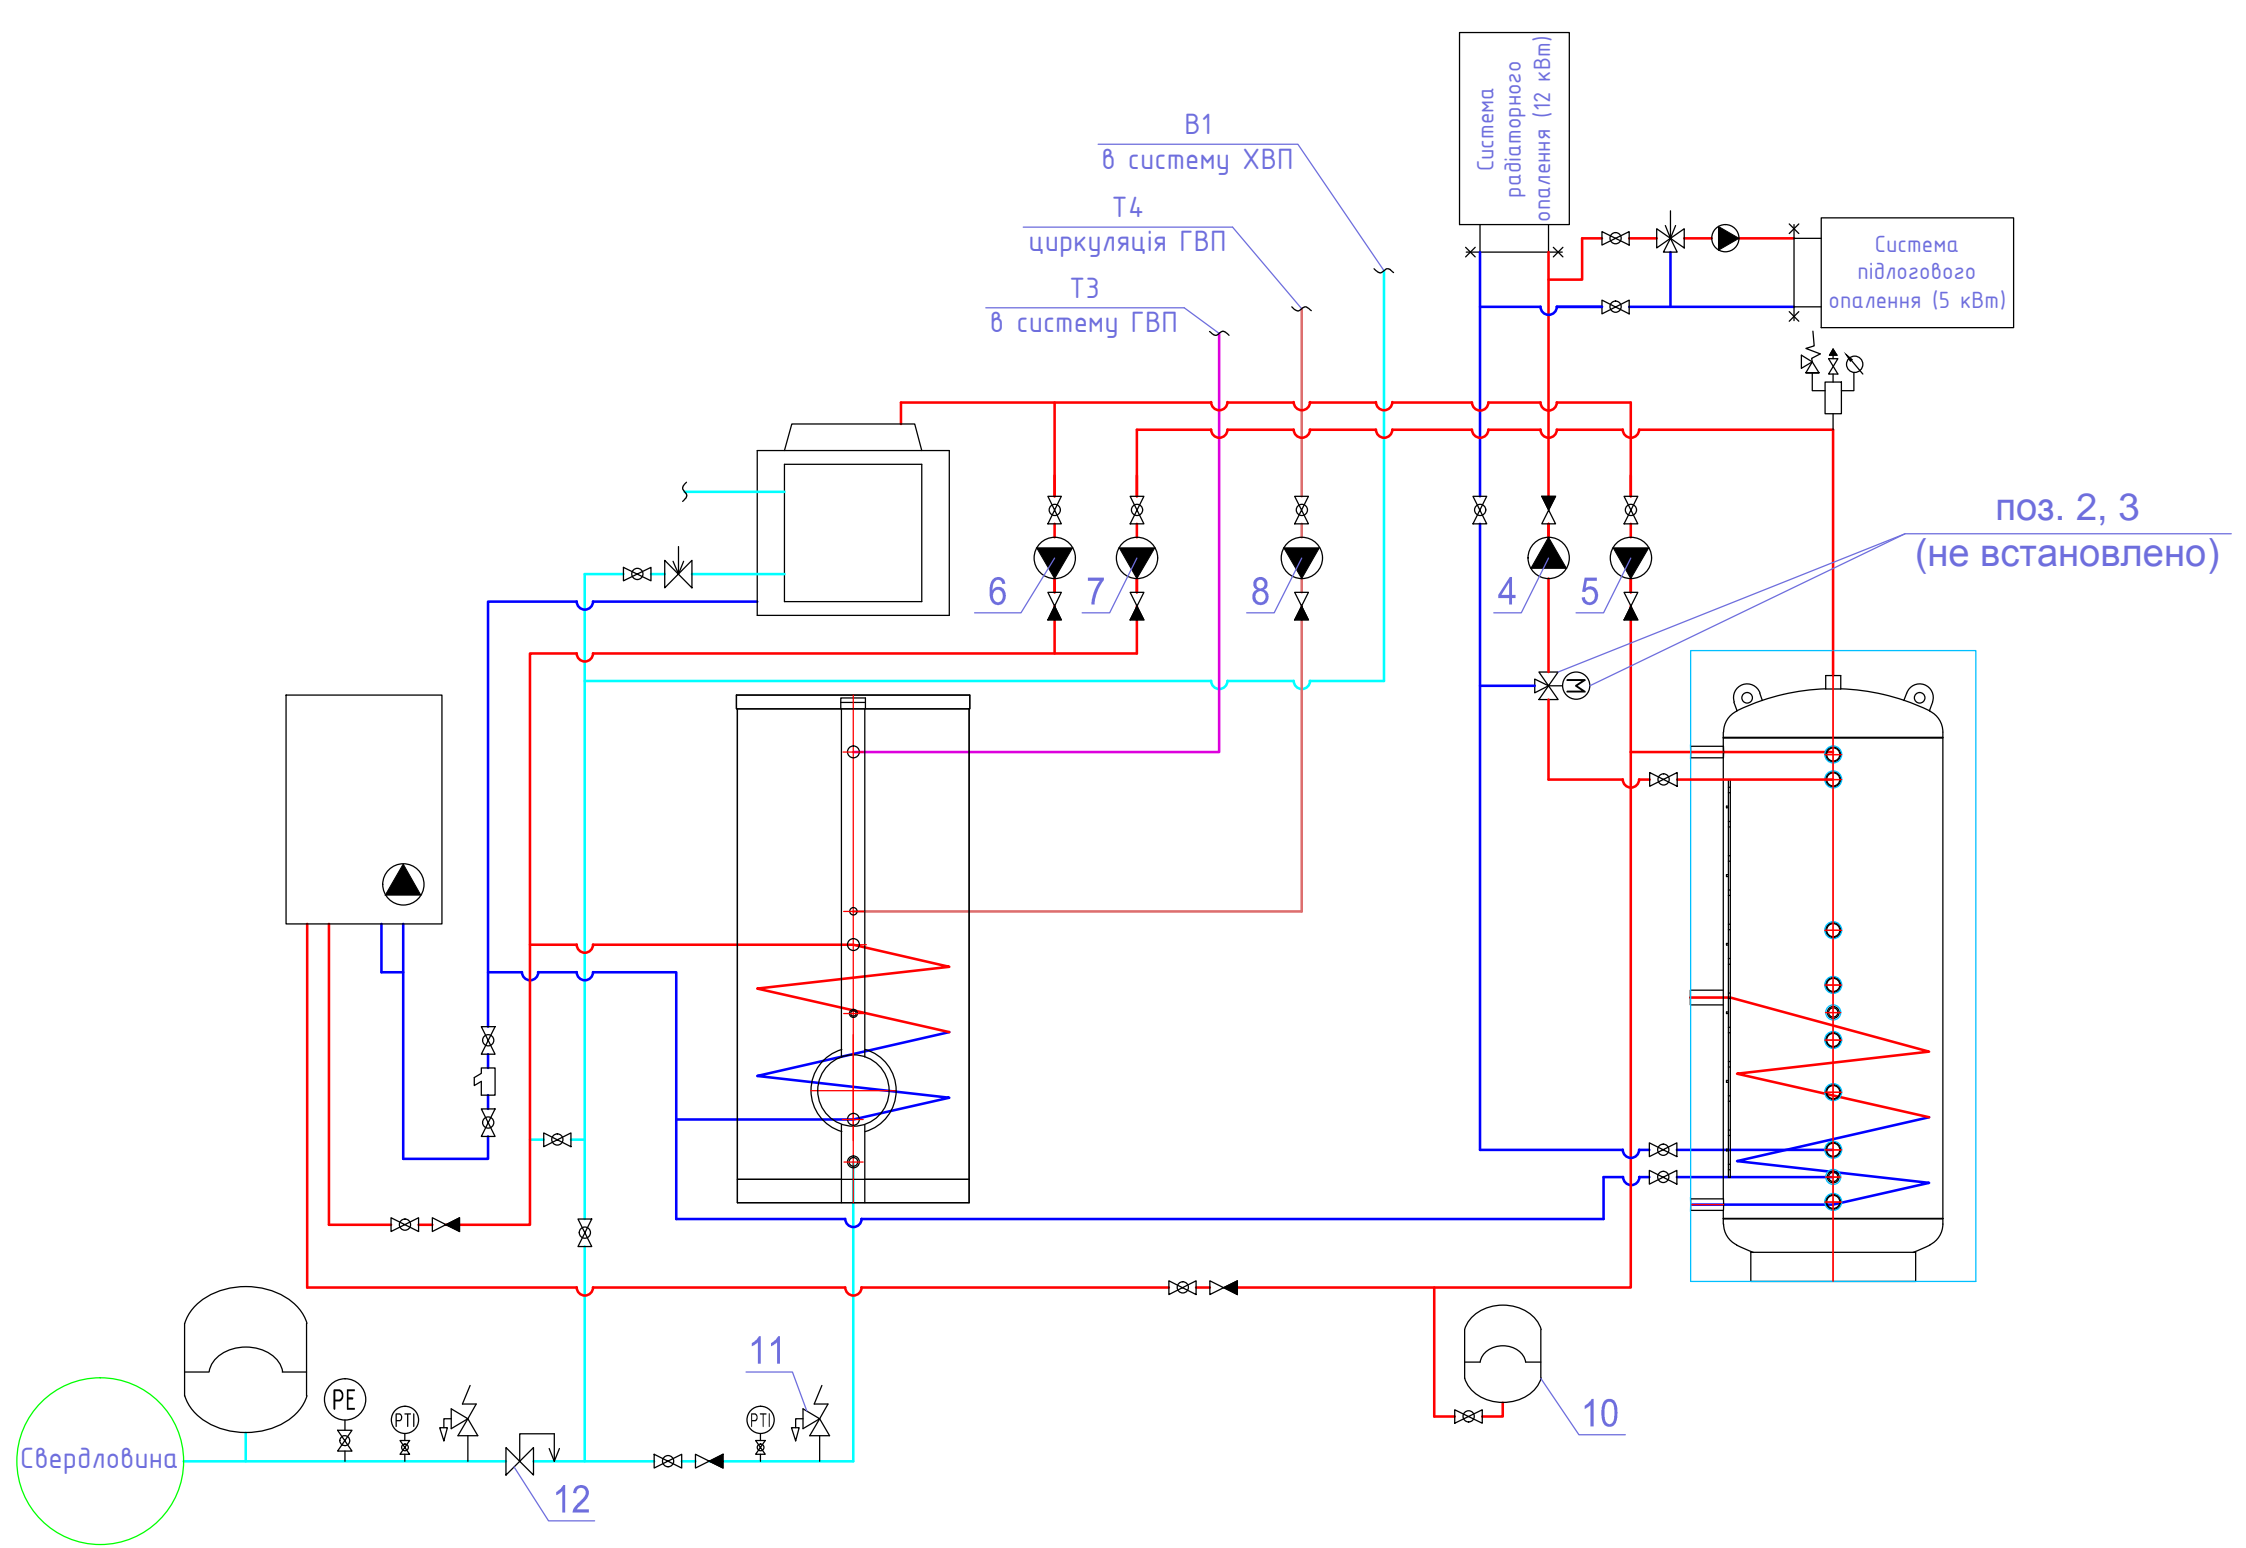 Система
радіаторного
опалення (12 кВт)
В1
в систему ХВП
Т4
циркуляція ГВП
Т3
в систему ГВП
Система
підлогового
опалення (5 кВт)
поз. 2, 3
(не встановлено)
6
7
8
4
5
M
11
10
PE
PTI
PTI
Свердловина
12